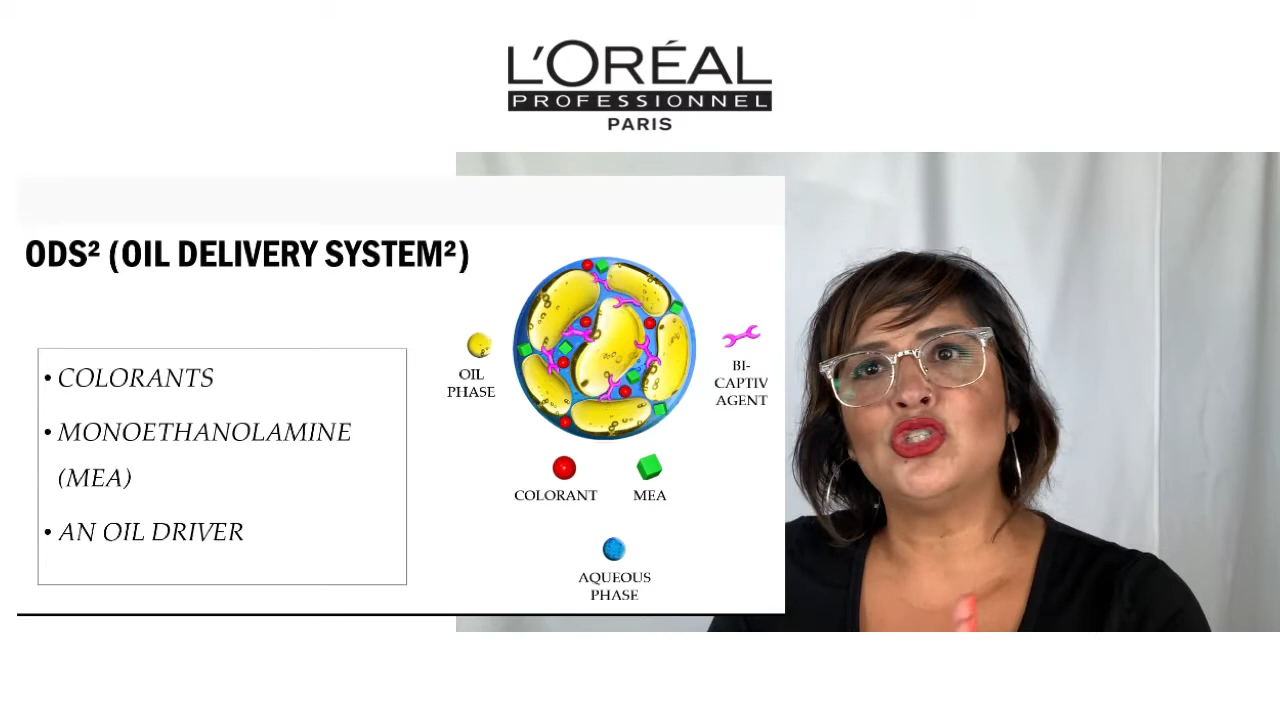 L'ORÉAL
PROFESSIONNEL
PARIS
ODS² (OIL DELIVERY SYSTEM²)
• COLORANTS
• MONOETHANOLAMINE
(MEA)
• AN OIL DRIVER
OIL
PHASE
BI-
CAPTIV
AGENT
COLORANT
MEA
AQUEOUS
PHASE